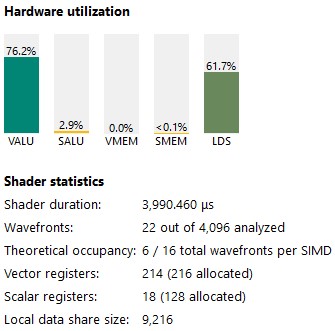 Hardware utilization
76.2% 2.9% 0.0% <0.1% 61.7%
VALU SALU VMEM SMEM LDS
Shader statistics
Shader duration: 3,990.460 µs
Wavefronts: 22 out of 4,096 analyzed
Theoretical occupancy: 6 / 16 total wavefronts per SIMD
Vector registers: 214 (216 allocated)
Scalar registers: 18 (128 allocated)
Local data share size: 9,216